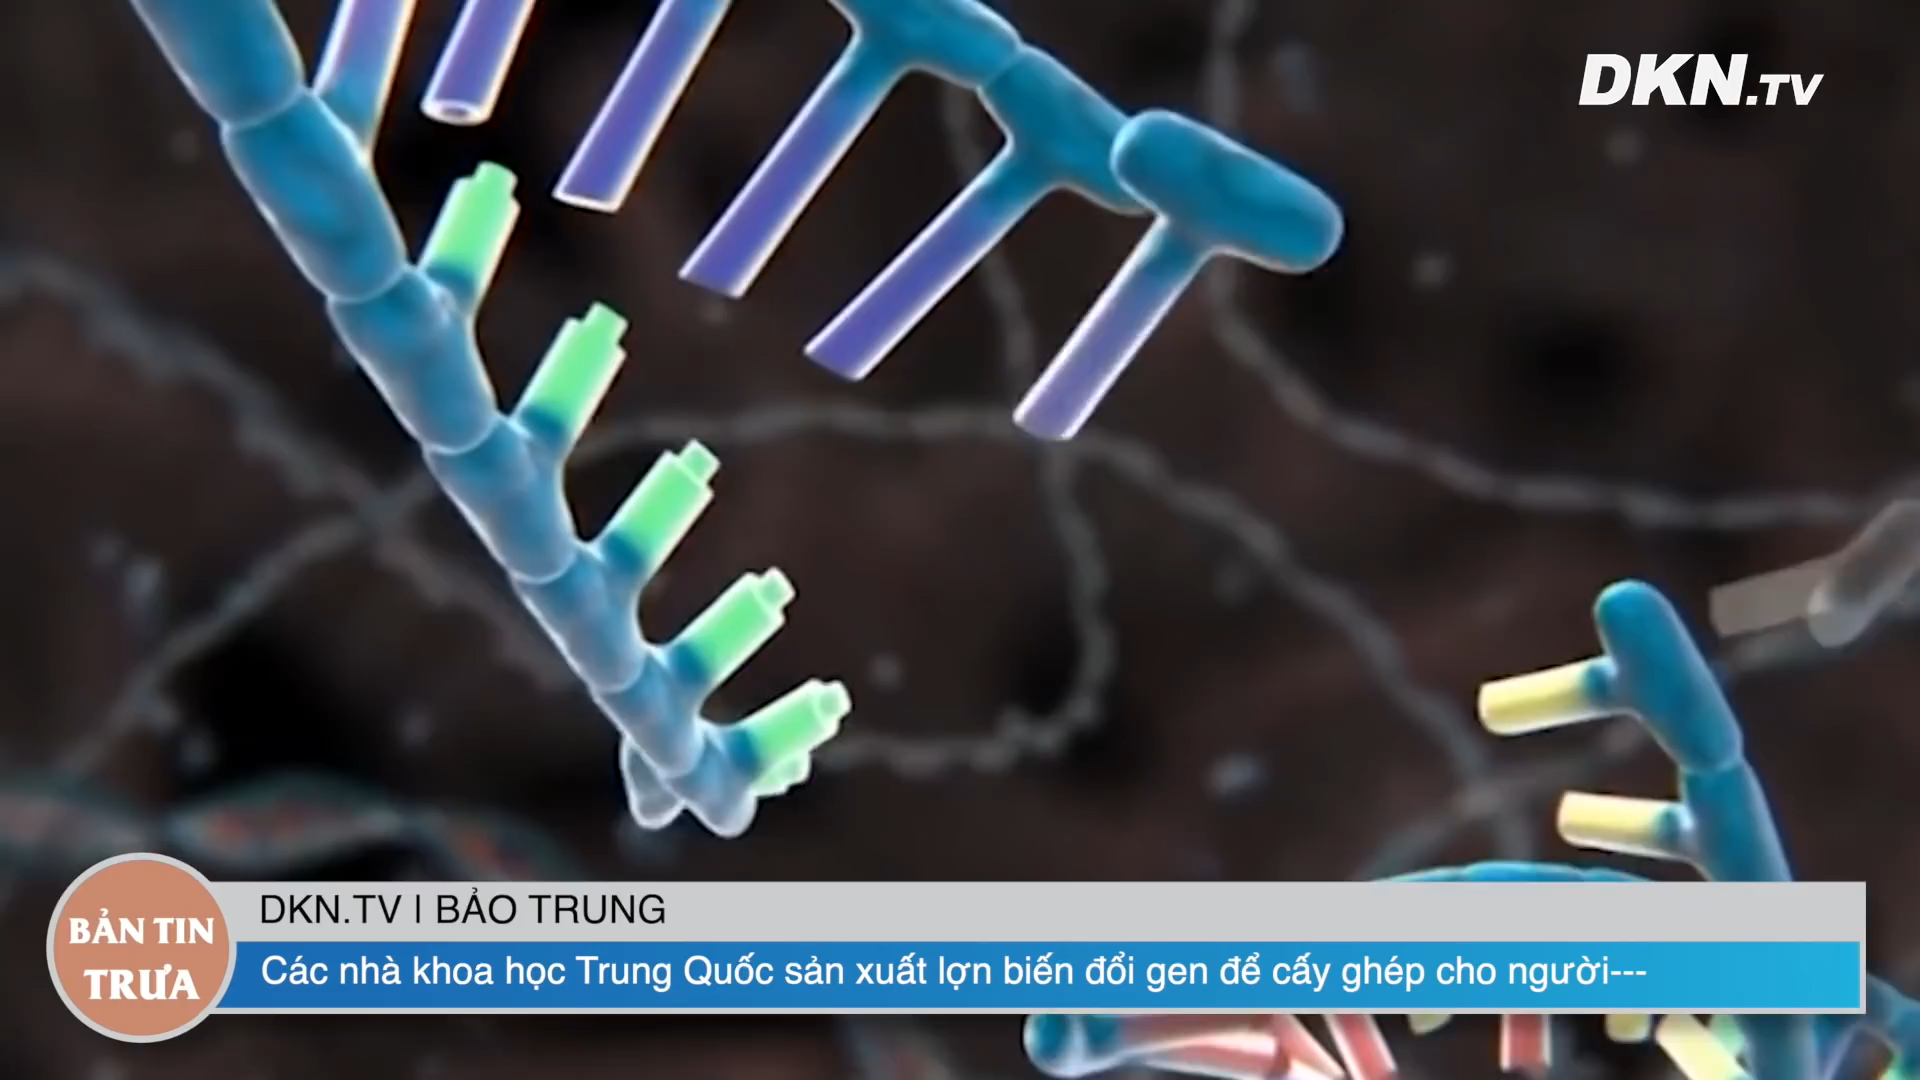 DKN.TV
DKN.TV | BẢO TRUNG
BẢN TIN
TRƯA
Các nhà khoa học Trung Quốc sản xuất lợn biến đổi gen để cấy ghép cho người---